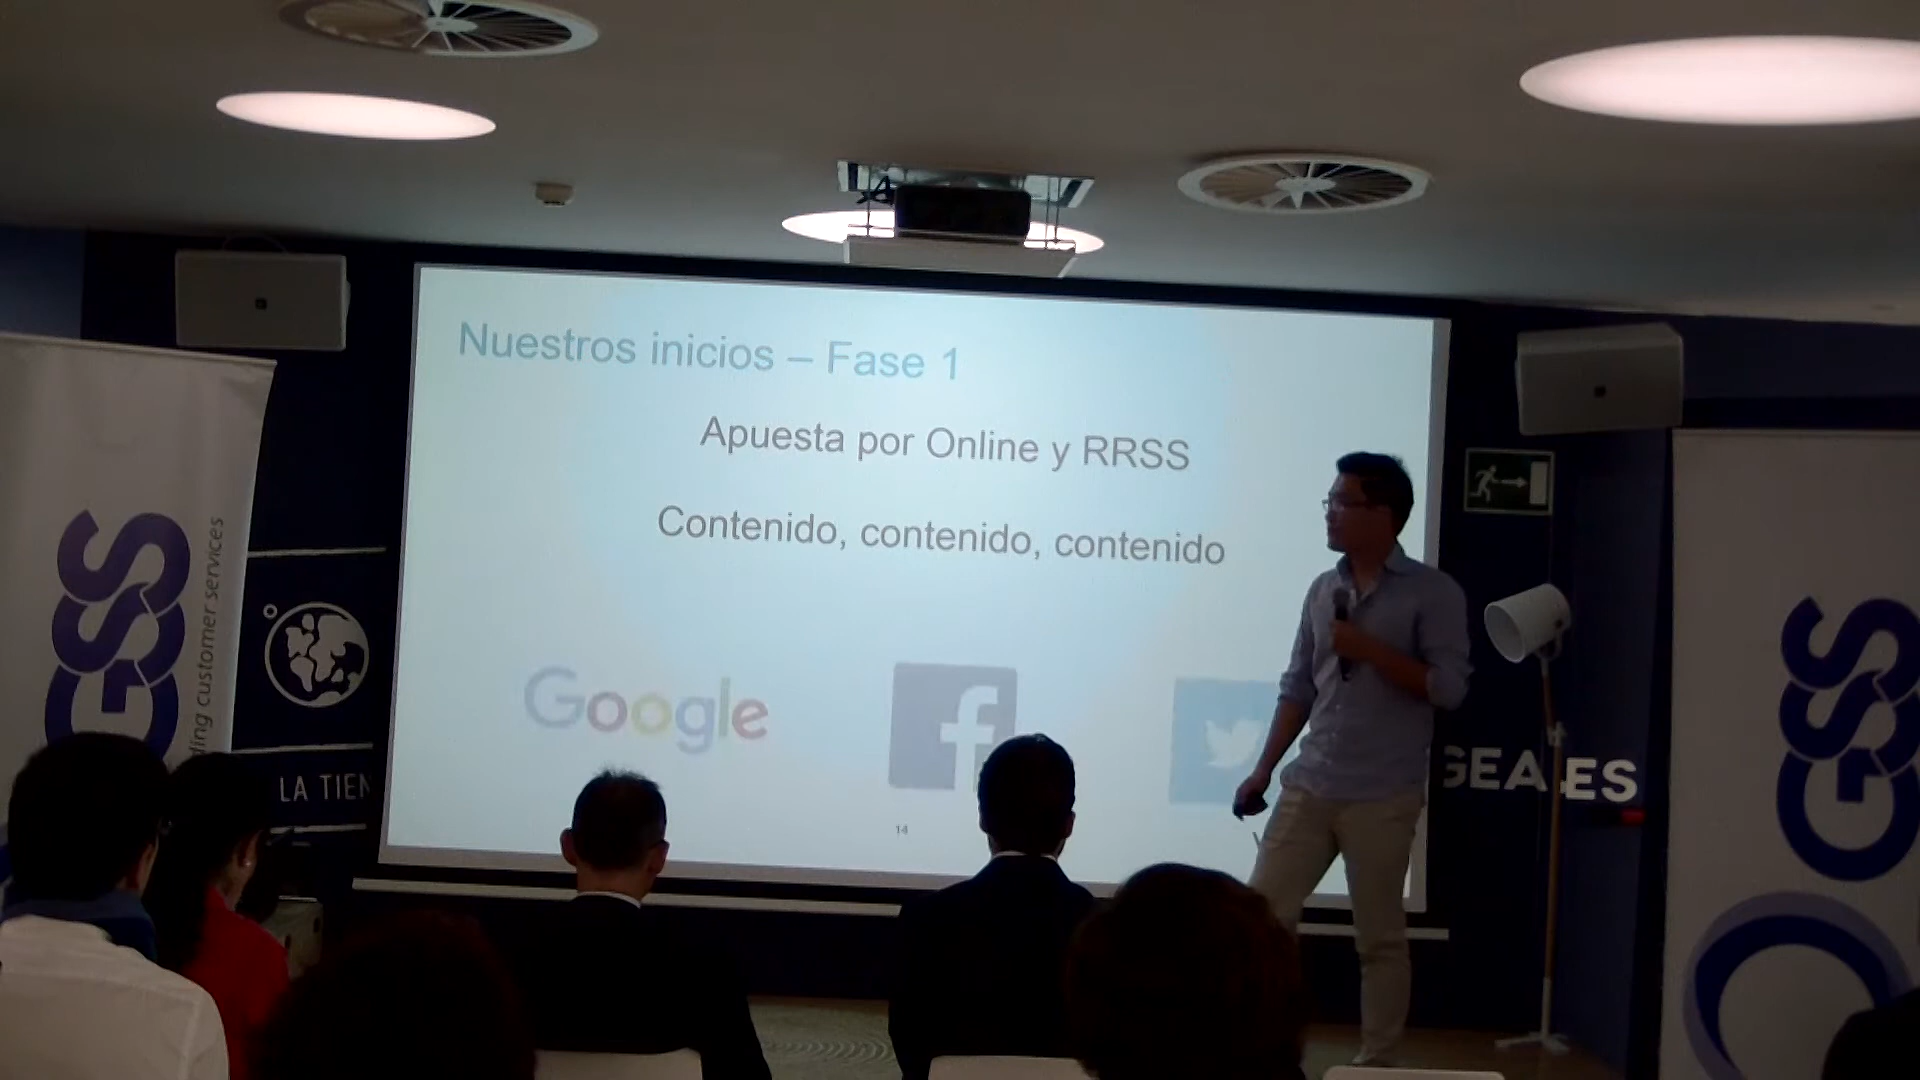 Nuestros inicios – Fase 1
Apuesta por Online y RRSS
Contenido, contenido, contenido
Google
f
14
GSS
ding customer services
LA TIEN
GEA
ES
GSS